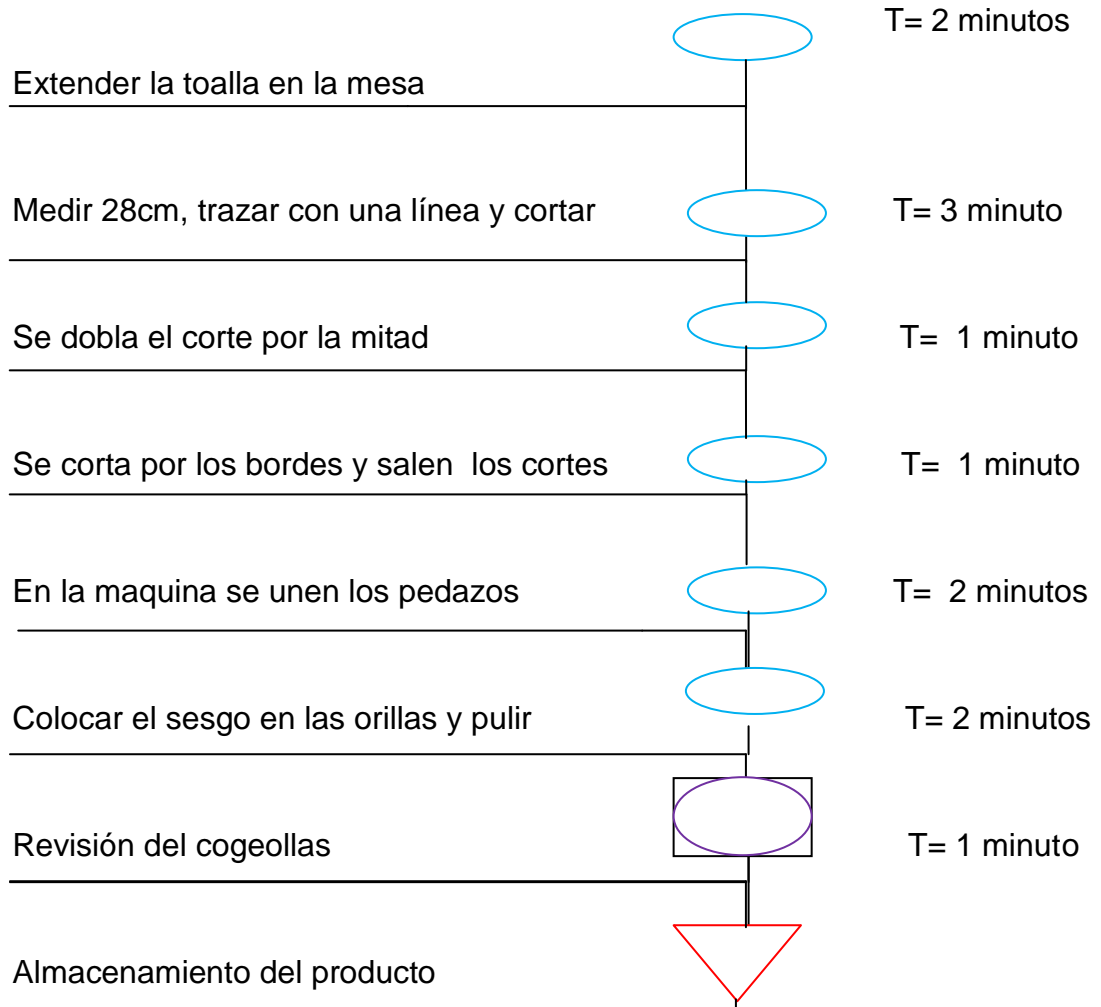 T= 2 minutos
Extender la toalla en la mesa
Medir 28cm, trazar con una línea y cortar
T= 3 minuto
Se dobla el corte por la mitad
T= 1 minuto
Se corta por los bordes y salen los cortes
T= 1 minuto
En la maquina se unen los pedazos
T= 2 minutos
Colocar el sesgo en las orillas y pulir
T= 2 minutos
Revisión del cogeollas
T= 1 minuto
Almacenamiento del producto